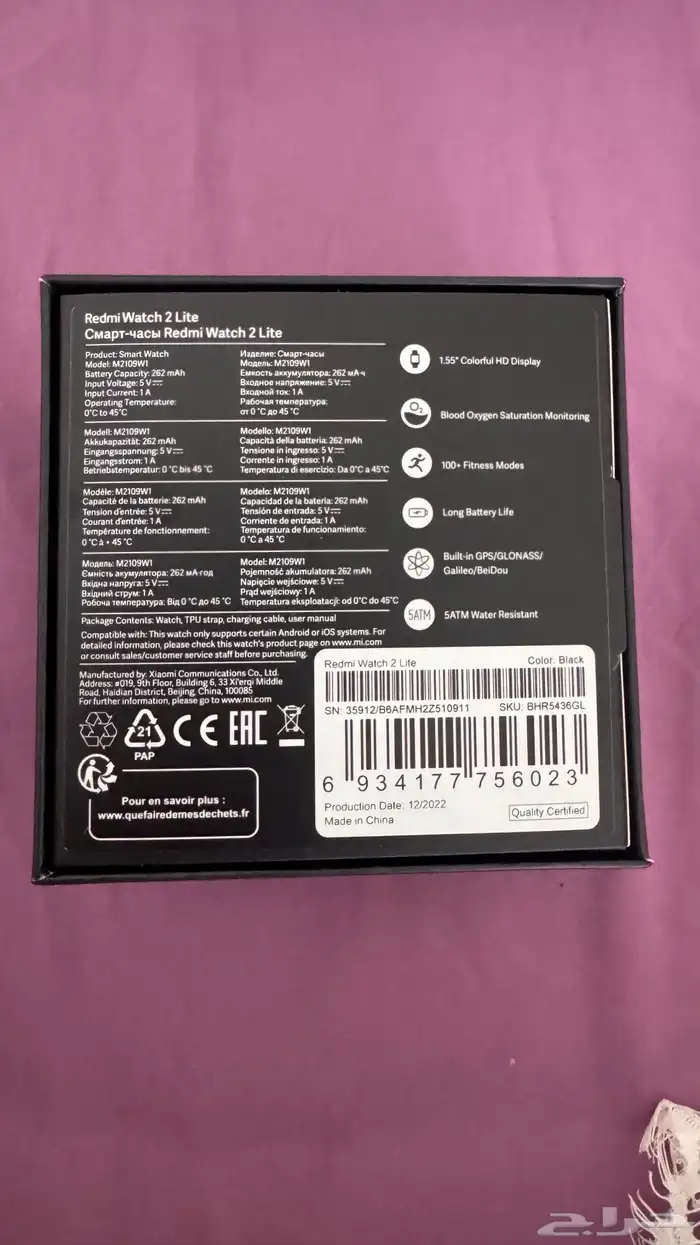 Redmi Watch 2 Lite
Смарт-часы Redmi Watch 2 Lite
Product: Smart Watch
Model: M2109W1
Battery Capacity: 262 mAh
Input Voltage: 5 V⎓
Input Current: 1 A
Operating Temperature:
0°C to 45°C
Изделие: Смарт-часы
Модель: M2109W1
Емкость аккумулятора: 262 мА·ч
Входное напряжение: 5 V⎓
Входной ток: 1 A
Рабочая температура:
от 0 °C до 45 °C
Modell: M2109W1
Akkukapazität: 262 mAh
Eingangsspannung: 5 V⎓
Eingangsstrom: 1 A
Betriebstemperatur: 0 °C bis 45 °C
Modello: M2109W1
Capacità della batteria: 262 mAh
Tensione in ingresso: 5 V⎓
Corrente in ingresso: 1 A
Temperatura di esercizio: Da 0°C a 45°C
Modèle: M2109W1
Capacité de la batterie: 262 mAh
Tension d'entrée: 5 V⎓
Courant d'entrée: 1 A
Température de fonctionnement:
0 °C à + 45 °C
Modelo: M2109W1
Capacidad de la batería: 262 mAh
Tensión de entrada: 5 V⎓
Corriente de entrada: 1 A
Temperatura de funcionamiento:
0 °C a 45 °C
Модель: M2109W1
Ємність акумулятора: 262 мА·год
Вхідна напруга: 5 V⎓
Вхідний струм: 1 A
Робоча температура: Від 0 °C до 45 °C
Model: M2109W1
Pojemność akumulatora: 262 mAh
Napięcie wejściowe: 5 V⎓
Prąd wejściowy: 1 A
Temperatura eksploatacji: od 0°C do 45°C
Package Contents: Watch, TPU strap, charging cable, user manual
Compatible with: This watch only supports certain Android or iOS systems. For
detailed information, please check this watch's product page on www.mi.com
or consult sales/customer service staff before purchasing.
Manufactured by: Xiaomi Communications Co., Ltd.
Address: #019, 9th Floor, Building 6, 33 Xi'erqi Middle
Road, Haidian District, Beijing, China, 100085
For further information, please go to www.mi.com
21
PAP
CE
EAC
Pour en savoir plus :
www.quefairedemesdechets.fr
1.55" Colorful HD Display
O2
Blood Oxygen Saturation Monitoring
100+ Fitness Modes
Long Battery Life
Built-in GPS/GLONASS/
Galileo/BeiDou
5ATM
5ATM Water Resistant
Redmi Watch 2 Lite
Color: Black
SN: 35912/B6AFMH2Z510911
SKU: BHR5436GL
6 934177 756023
Production Date: 12/2022
Made in China
Quality Certified
حراج